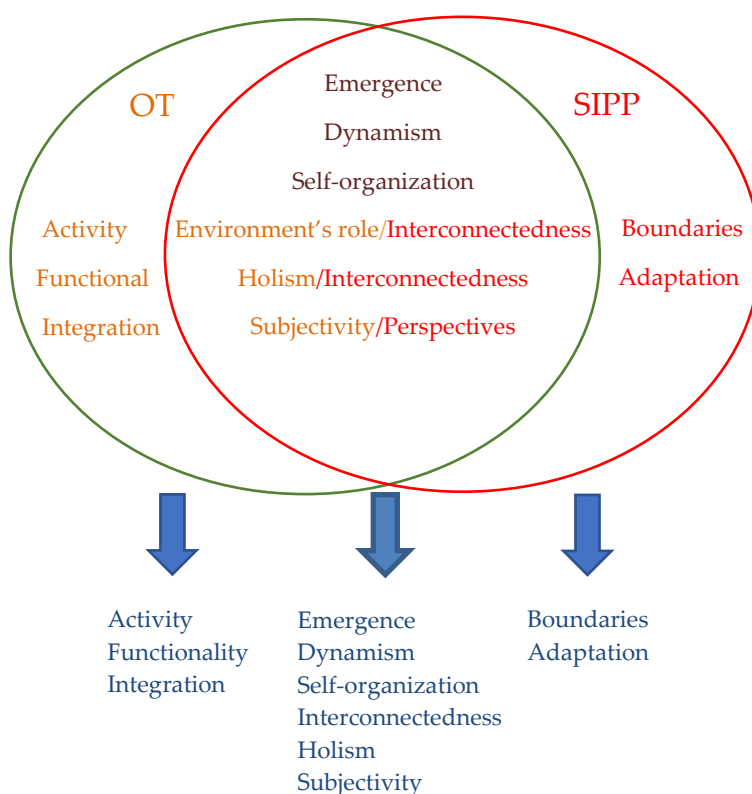 OT
SIPP
Emergence
Dynamism
Self-organization
Activity
Environment's role/Interconnectedness
Boundaries
Functional
Holism/Interconnectedness
Adaptation
Integration
Subjectivity/Perspectives
Activity
Functionality
Integration
Emergence
Dynamism
Self-organization
Interconnectedness
Holism
Subjectivity
Boundaries
Adaptation